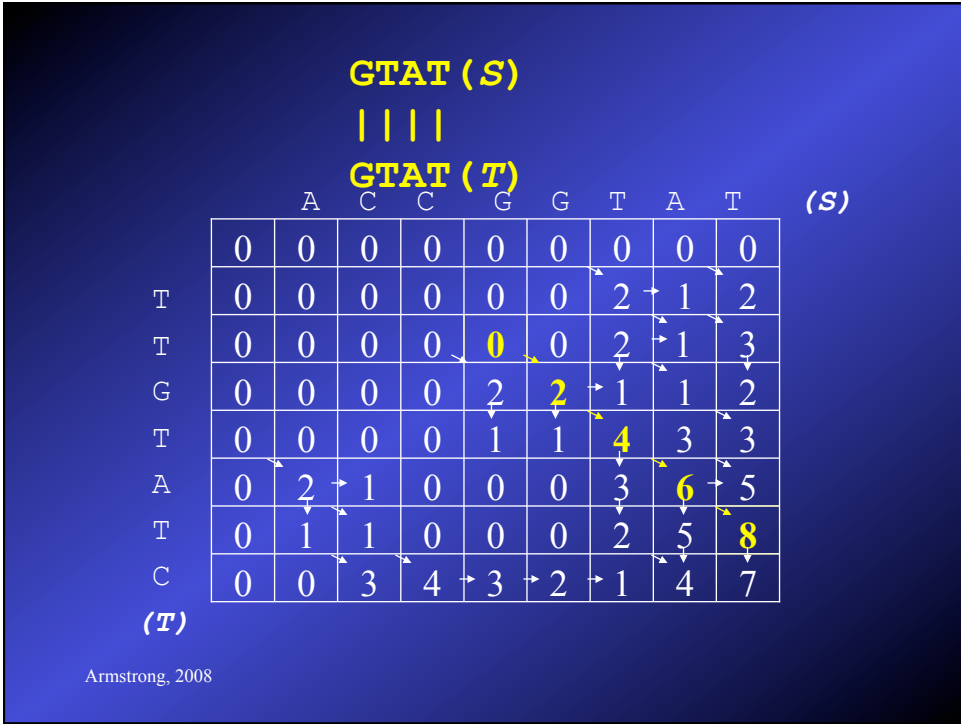 GTAT(S)
||||
GTAT(T)
A C C G G T A T (S)
0 0 0 0 0 0 0 0 0
T 0 0 0 0 0 0 2 1 2
T 0 0 0 0 0 0 2 1 3
G 0 0 0 0 2 2 1 1 2
T 0 0 0 0 1 1 4 3 3
A 0 2 1 0 0 0 3 6 5
T 0 1 1 0 0 0 2 5 8
C 0 0 3 4 3 2 1 4 7
(T)
Armstrong, 2008